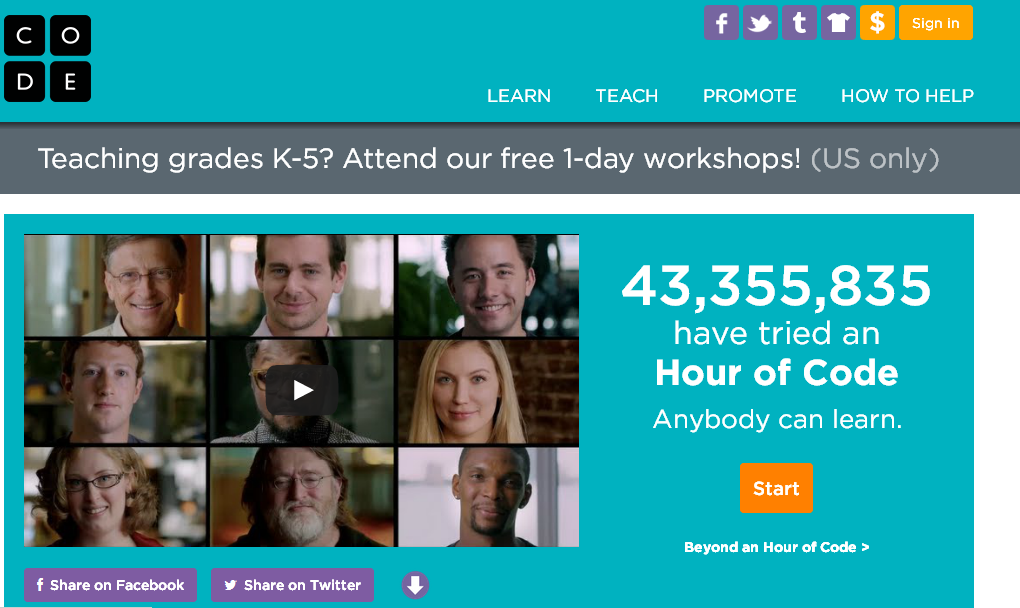 C O
D E
f t $ Sign in
LEARN TEACH PROMOTE HOW TO HELP
Teaching grades K-5? Attend our free 1-day workshops! (US only)
43,355,835
have tried an
Hour of Code
Anybody can learn.
Start
Beyond an Hour of Code >
f Share on Facebook Share on Twitter